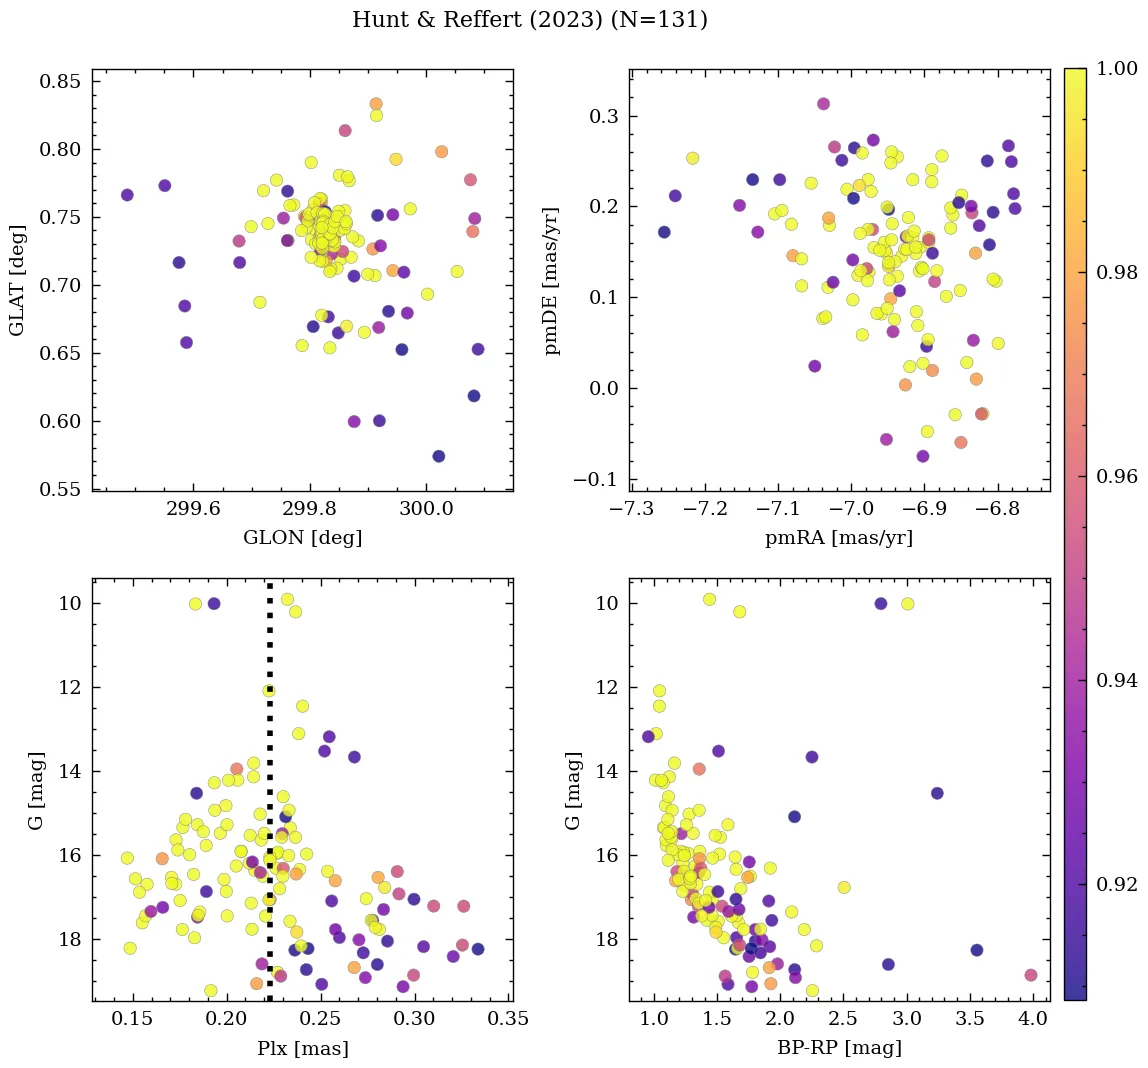 Hunt & Reffert (2023) (N=131)
0.85
0.80
0.75
0.70
0.65
0.60
0.55
GLAT [deg]
299.6 299.8 300.0
GLON [deg]
0.3
0.2
0.1
0.0
−0.1
pmDE [mas/yr]
−7.3 −7.2 −7.1 −7.0 −6.9 −6.8
pmRA [mas/yr]
10
12
14
16
18
G [mag]
0.15 0.20 0.25 0.30 0.35
Plx [mas]
10
12
14
16
18
G [mag]
1.0 1.5 2.0 2.5 3.0 3.5 4.0
BP-RP [mag]
1.00
0.98
0.96
0.94
0.92